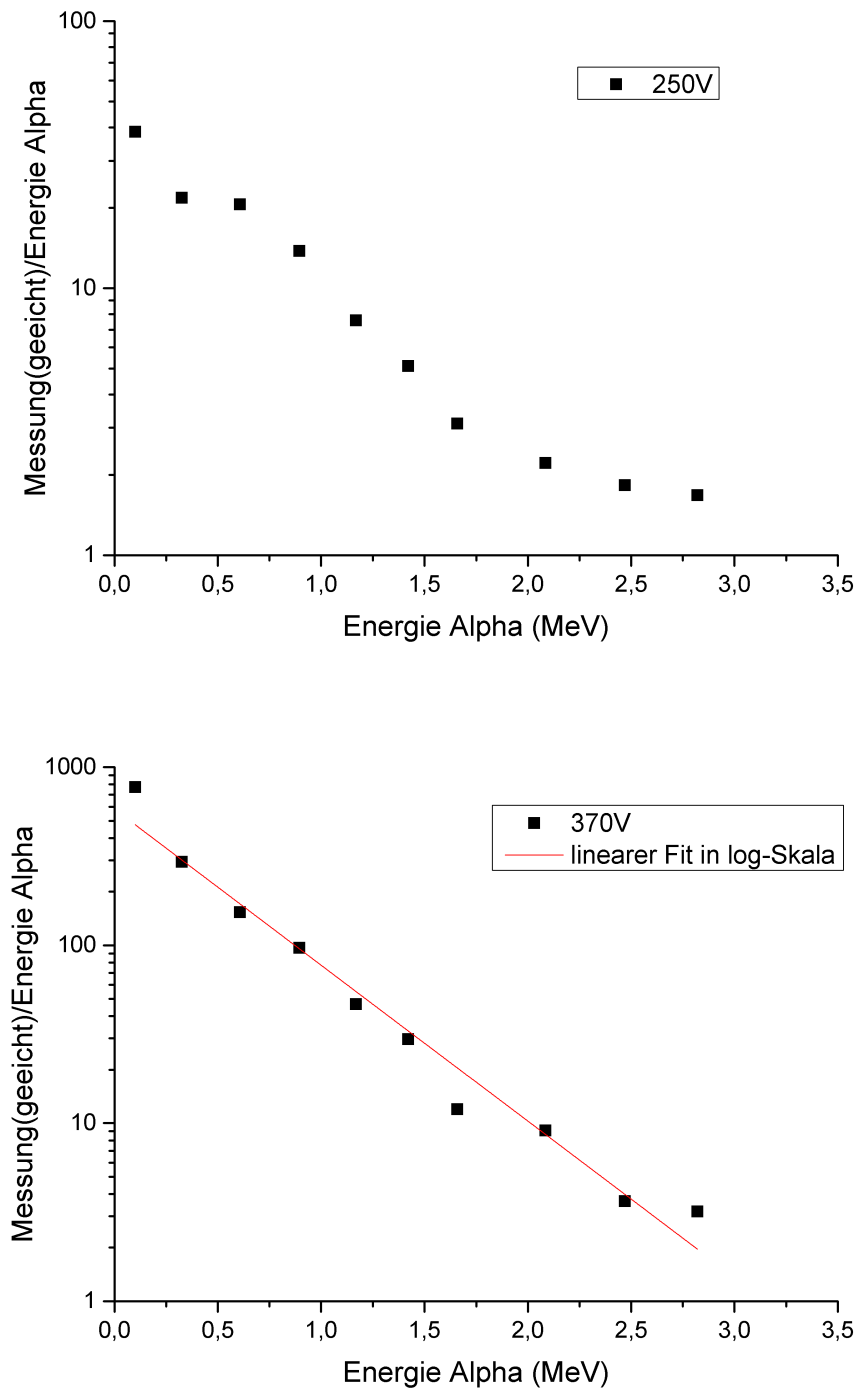 100
10
1
Messung(geeicht)/Energie Alpha
250V
0,0 0,5 1,0 1,5 2,0 2,5 3,0 3,5
Energie Alpha (MeV)
1000
100
10
1
Messung(geeicht)/Energie Alpha
370V
linearer Fit in log-Skala
0,0 0,5 1,0 1,5 2,0 2,5 3,0 3,5
Energie Alpha (MeV)